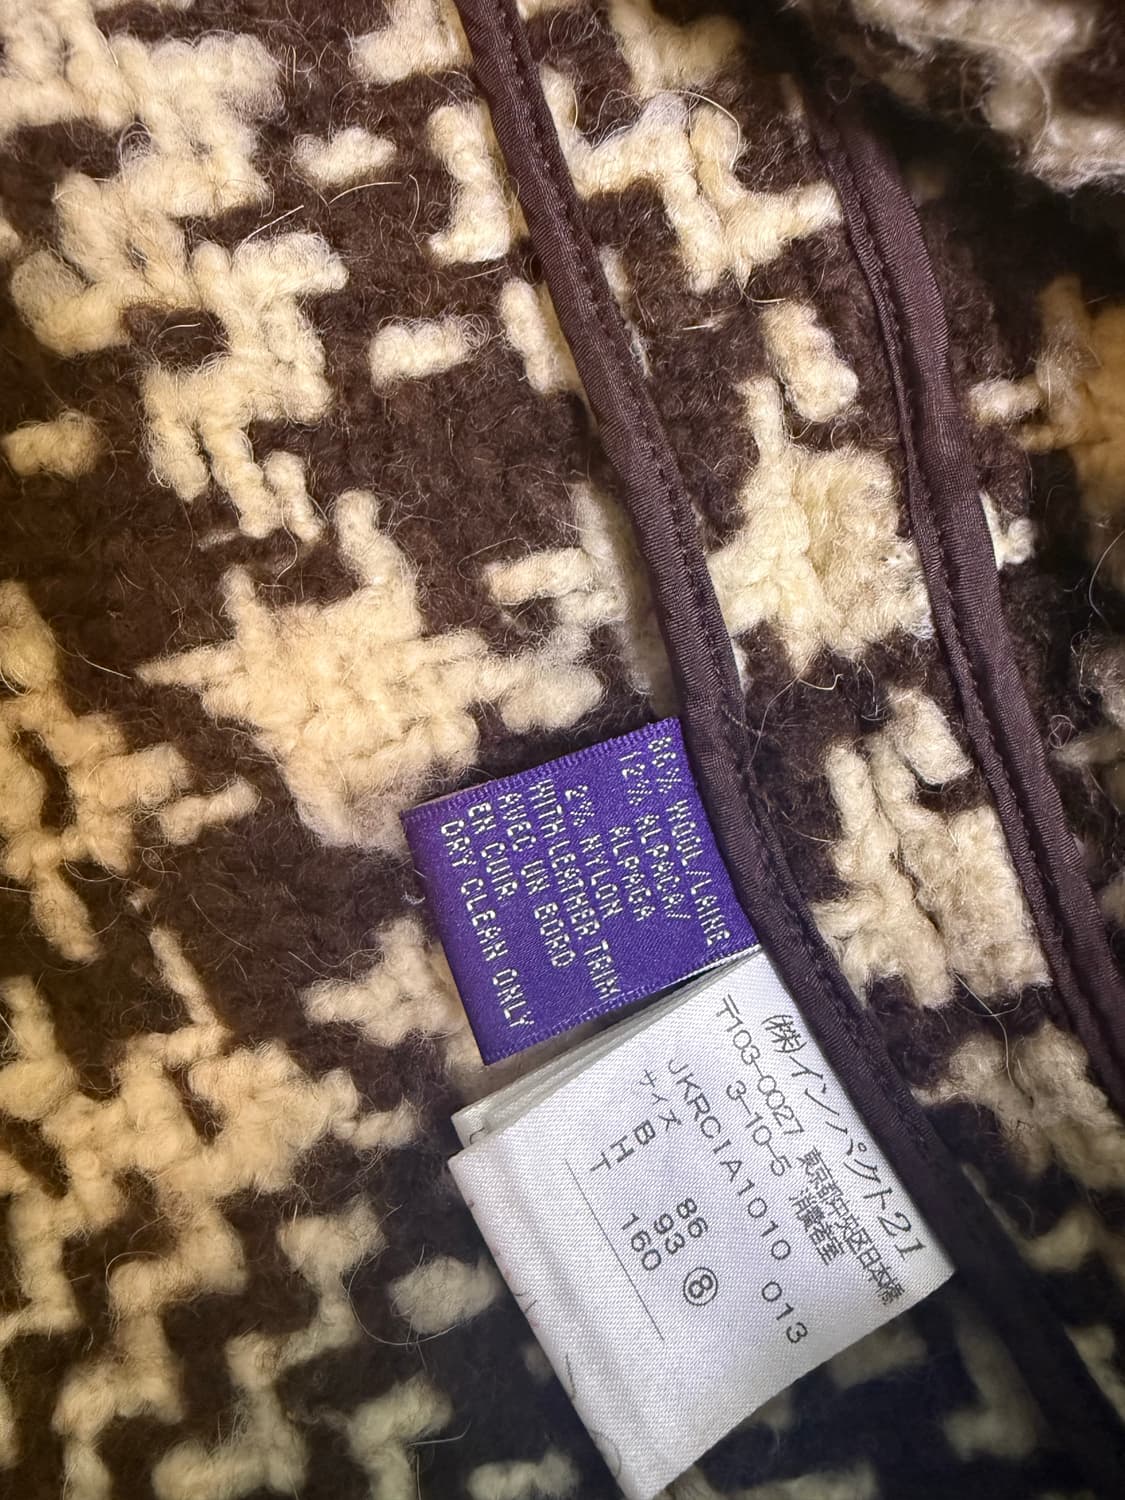 86% WOOL/LAINE
12% ALPACA/
ALPAGA
2% NYLON
WITH LEATHER TRIM
AVEC UN BORD
EN CUIR
DRY CLEAN ONLY
(株)インパクト21
〒103-0027 東京都中央区日本橋
3-10-5 消費者室
JKRC1A1010 013
サイズ 86 ⑧
B 93
HT 160